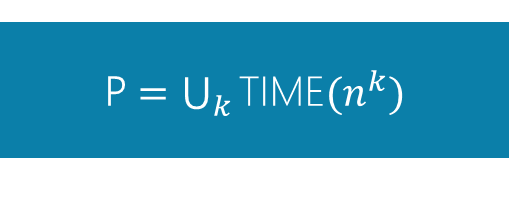 P = ∪ₖ TIME(nᵏ)